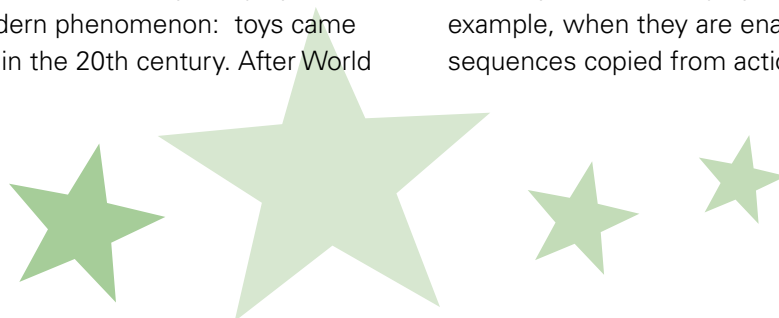 dern phenomenon: toys came
in the 20th century. After World
example, when they are ena
sequences copied from actio